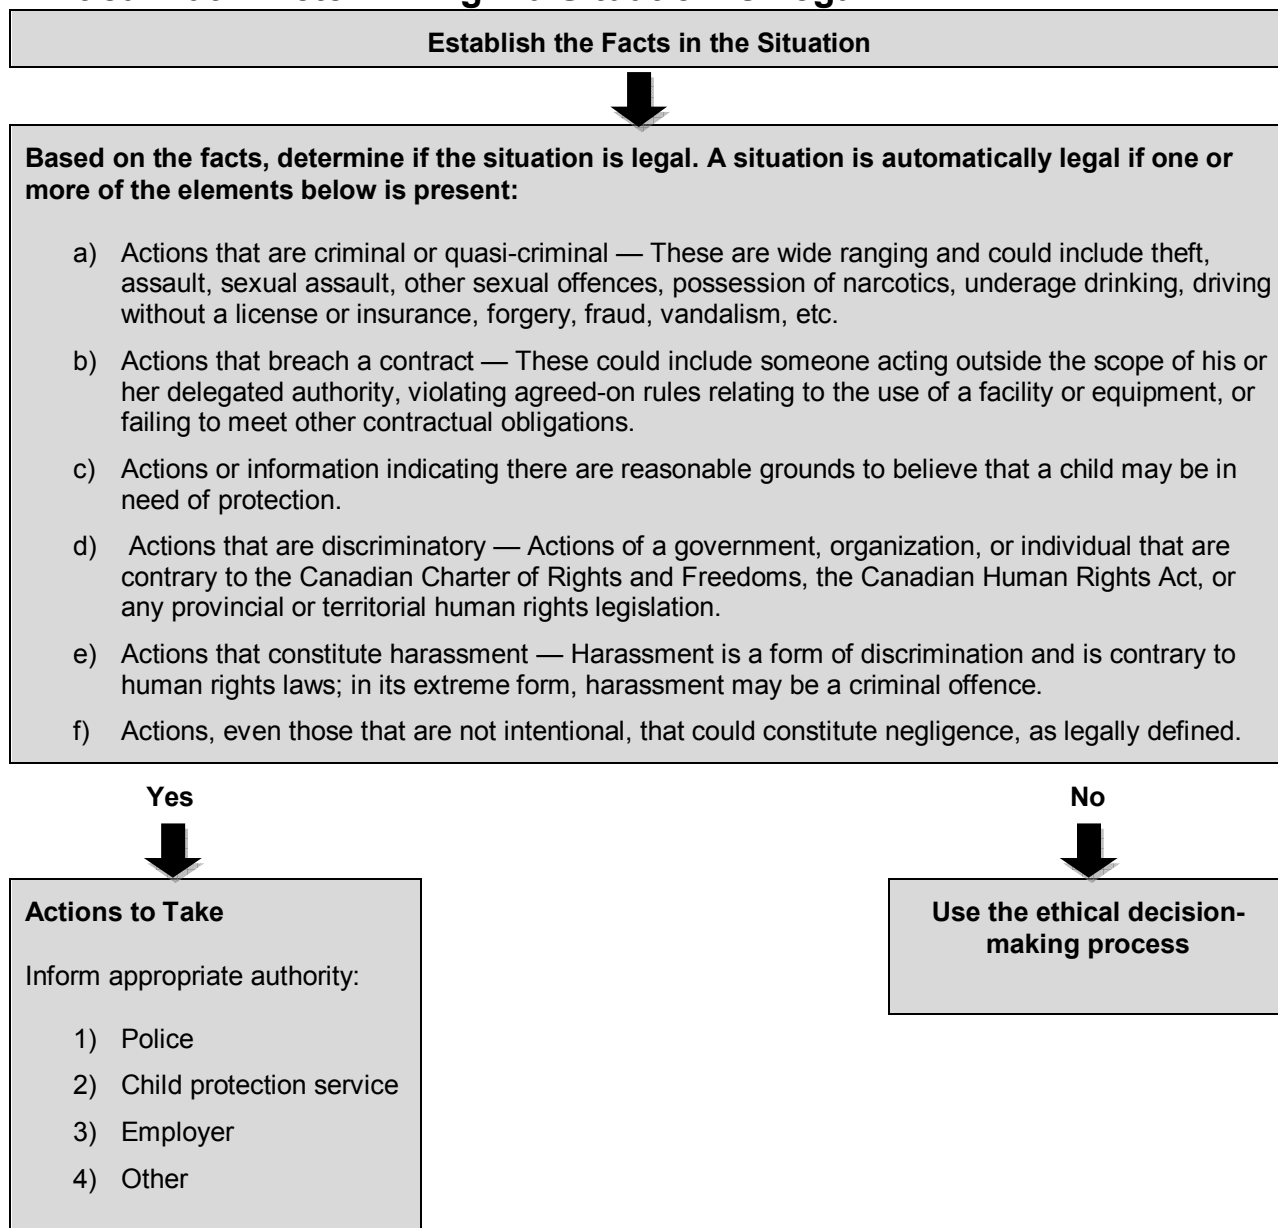 Establish the Facts in the Situation
Based on the facts, determine if the situation is legal. A situation is automatically legal if one or
more of the elements below is present:
a) Actions that are criminal or quasi-criminal — These are wide ranging and could include theft,
assault, sexual assault, other sexual offences, possession of narcotics, underage drinking, driving
without a license or insurance, forgery, fraud, vandalism, etc.
b) Actions that breach a contract — These could include someone acting outside the scope of his or
her delegated authority, violating agreed-on rules relating to the use of a facility or equipment, or
failing to meet other contractual obligations.
c) Actions or information indicating there are reasonable grounds to believe that a child may be in
need of protection.
d) Actions that are discriminatory — Actions of a government, organization, or individual that are
contrary to the Canadian Charter of Rights and Freedoms, the Canadian Human Rights Act, or
any provincial or territorial human rights legislation.
e) Actions that constitute harassment — Harassment is a form of discrimination and is contrary to
human rights laws; in its extreme form, harassment may be a criminal offence.
f) Actions, even those that are not intentional, that could constitute negligence, as legally defined.
Yes
No
Actions to Take
Inform appropriate authority:
1) Police
2) Child protection service
3) Employer
4) Other
Use the ethical decision-
making process